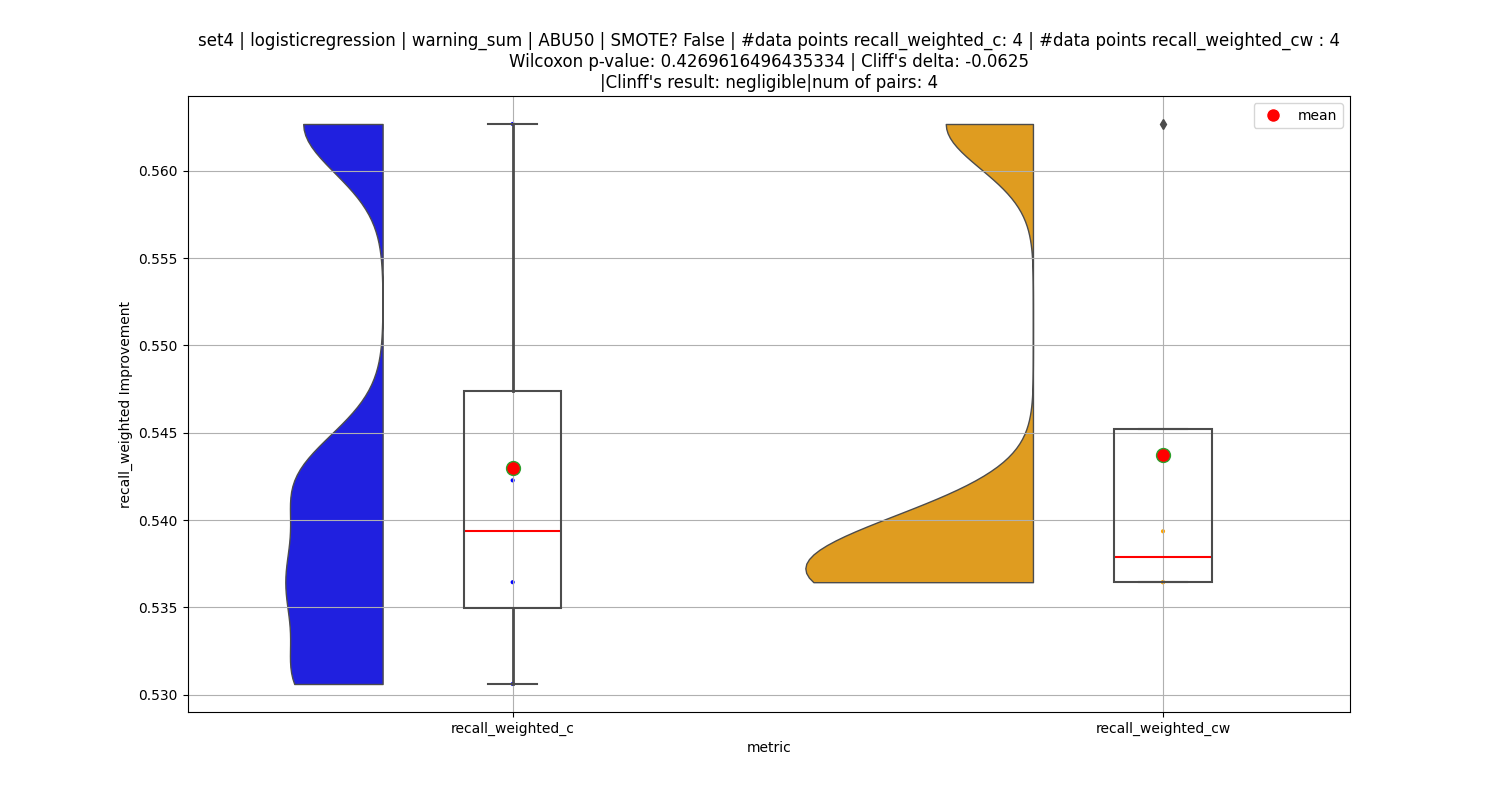 set4 | logisticregression | warning_sum | ABU50 | SMOTE? False | #data points recall_weighted_c: 4 | #data points recall_weighted_cw : 4
Wilcoxon p-value: 0.4269616496435334 | Cliff's delta: -0.0625
|Clinff's result: negligible|num of pairs: 4
mean
0.560
0.555
0.550
0.545
0.540
0.535
0.530
recall_weighted Improvement
recall_weighted_c
recall_weighted_cw
metric